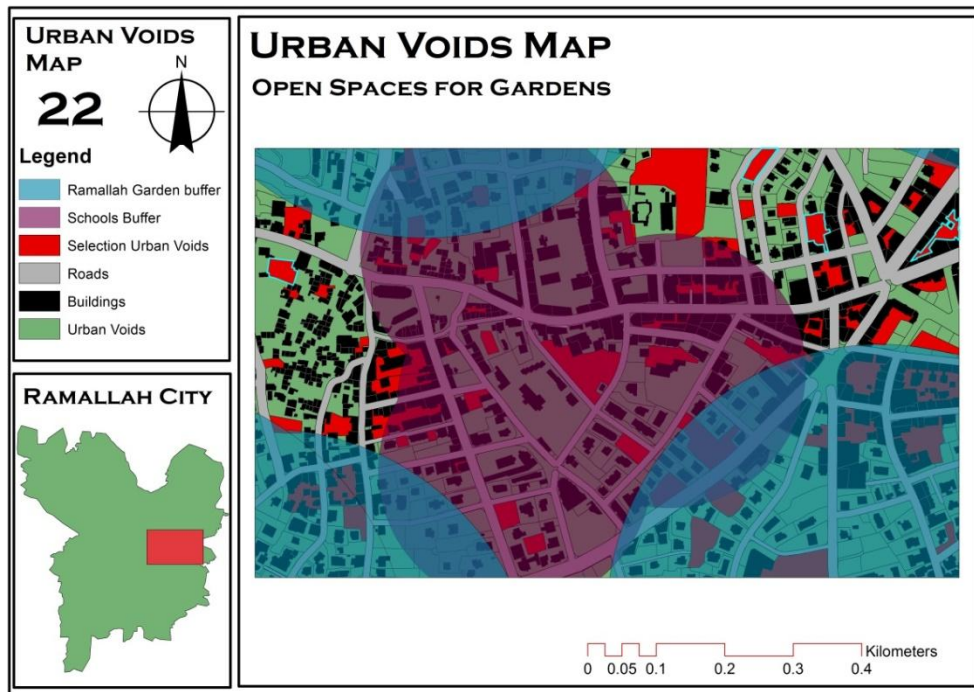 URBAN VOIDS
MAP
22
N
Legend
Ramallah Garden buffer
Schools Buffer
Selection Urban Voids
Roads
Buildings
Urban Voids
RAMALLAH CITY
URBAN VOIDS MAP
OPEN SPACES FOR GARDENS
Kilometers
0 0.05 0.1 0.2 0.3 0.4